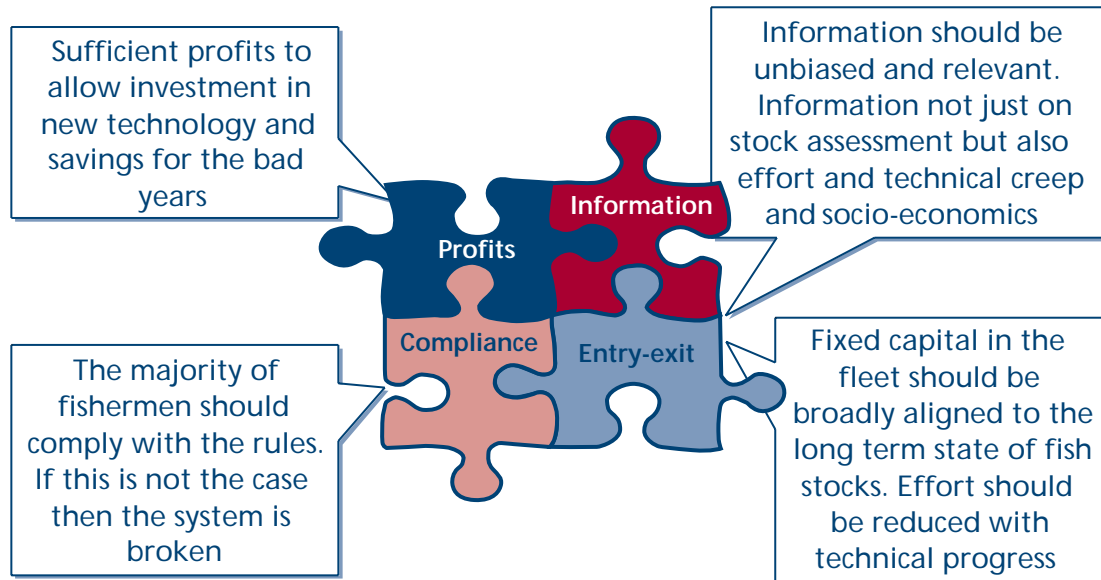 Sufficient profits to
allow investment in
new technology and
savings for the bad
years
Information should be
unbiased and relevant.
Information not just on
stock assessment but also
effort and technical creep
and socio-economics
Information
Profits
Compliance
Entry-exit
The majority of
fishermen should
comply with the rules.
If this is not the case
then the system is
broken
Fixed capital in the
fleet should be
broadly aligned to the
long term state of fish
stocks. Effort should
be reduced with
technical progress